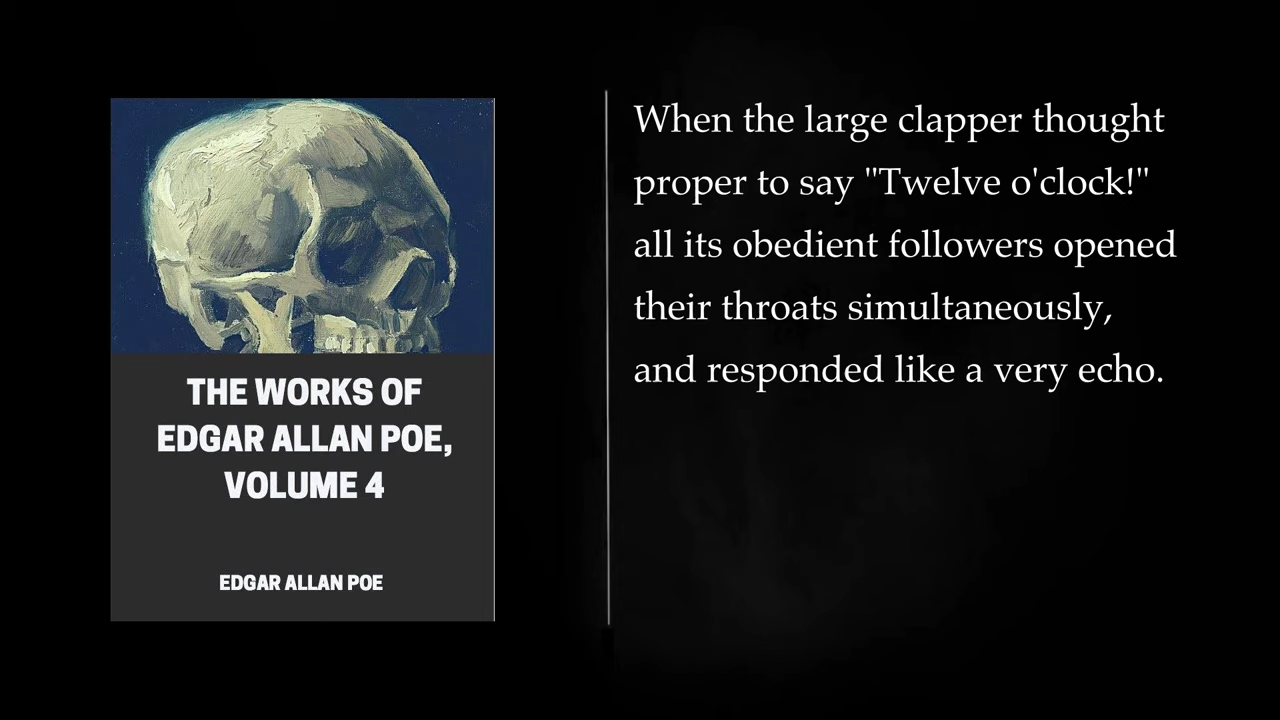 THE WORKS OF
EDGAR ALLAN POE,
VOLUME 4
EDGAR ALLAN POE
When the large clapper thought
proper to say "Twelve o'clock!"
all its obedient followers opened
their throats simultaneously,
and responded like a very echo.